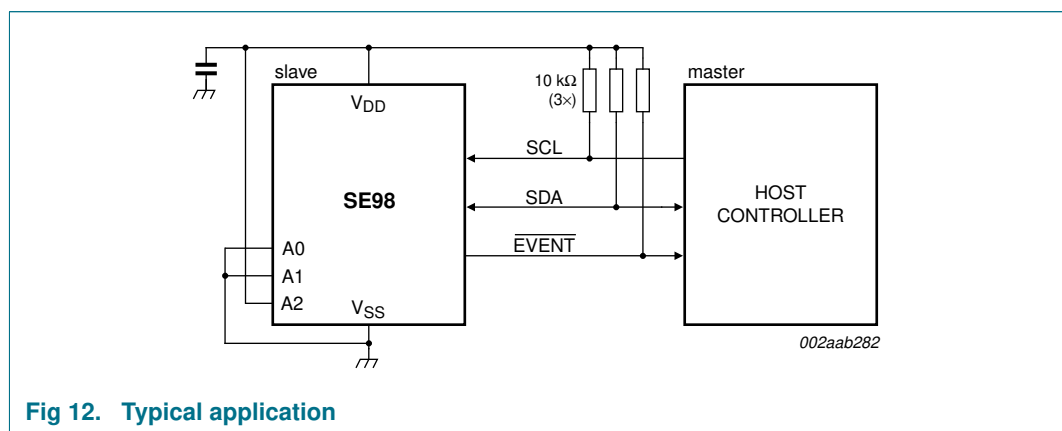 slave
10 kΩ
(3×)
master
VDD
SCL
SE98
SDA
HOST
CONTROLLER
EVENT
A0
A1
A2
VSS
002aab282
Fig 12. Typical application